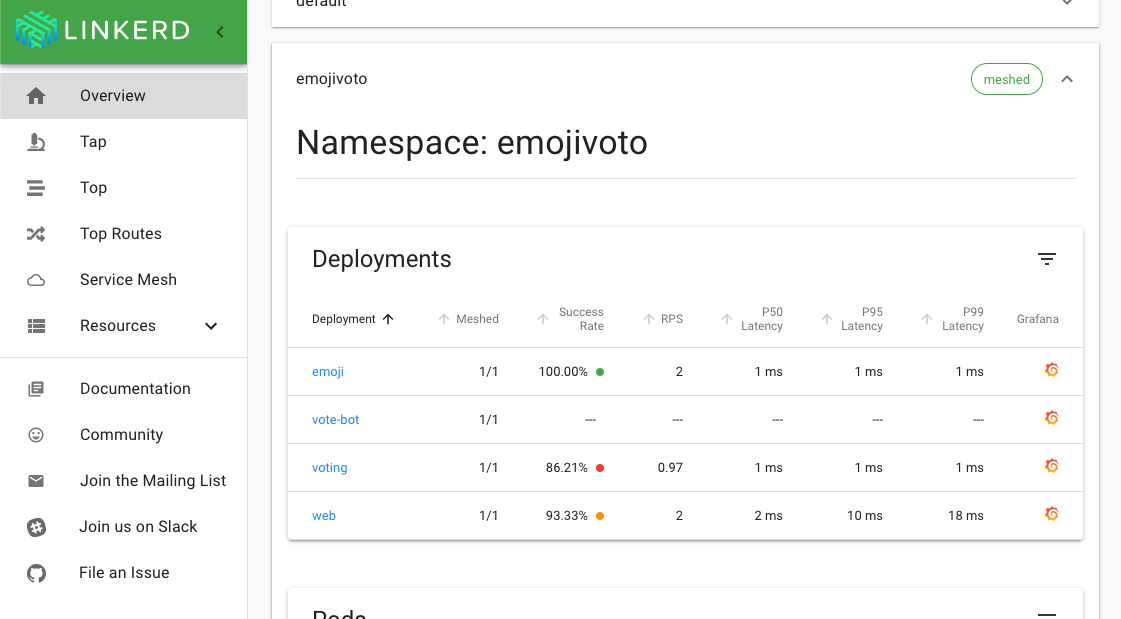 LINKERD
Overview
Tap
Top
Top Routes
Service Mesh
Resources
Documentation
Community
Join the Mailing List
Join us on Slack
File an Issue
default
emojivoto
meshed
Namespace: emojivoto
Deployments
Deployment Meshed Success Rate RPS P50 Latency P95 Latency P99 Latency Grafana
emoji 1/1 100.00% 2 1 ms 1 ms 1 ms
vote-bot 1/1 --- --- --- --- ---
voting 1/1 86.21% 0.97 1 ms 1 ms 1 ms
web 1/1 93.33% 2 2 ms 10 ms 18 ms
Pods